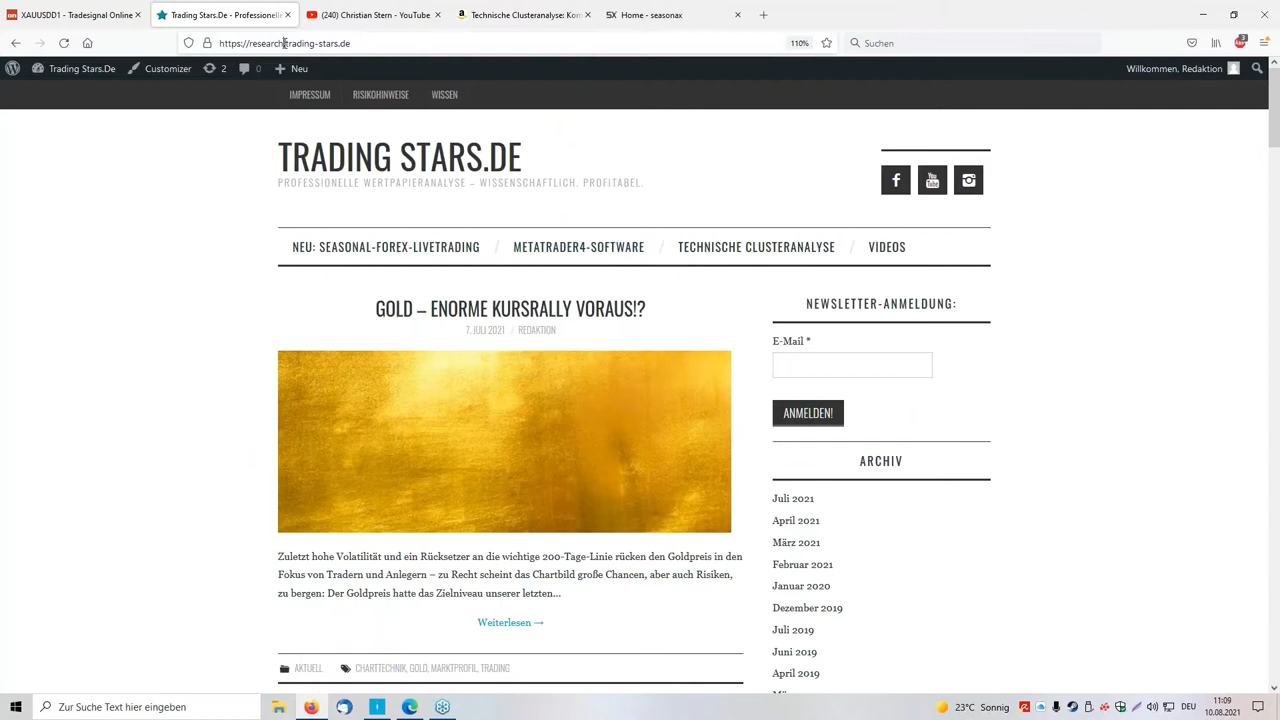 XAUUSDD1 - Tradesignal Online
Trading Stars.De - Professionelle
(240) Christian Stern - YouTube
Technische Clusteranalyse: Kom
Home - seasonax
https://research.trading-stars.de
110%
Suchen
3
Trading Stars.De
Customizer
2
0
Neu
Willkommen, Redaktion
IMPRESSUM
RISIKOHINWEISE
WISSEN
TRADING STARS.DE
PROFESSIONELLE WERTPAPIERANALYSE – WISSENSCHAFTLICH. PROFITABEL.
You Tube
NEU: SEASONAL-FOREX-LIVETRADING / METATRADER4-SOFTWARE / TECHNISCHE CLUSTERANALYSE / VIDEOS
GOLD – ENORME KURSRALLY VORAUS!?
7. JULI 2021 / REDAKTION
Zuletzt hohe Volatilität und ein Rücksetzer an die wichtige 200-Tage-Linie rücken den Goldpreis in den
Fokus von Tradern und Anlegern – zu Recht scheint das Chartbild große Chancen, aber auch Risiken,
zu bergen: Der Goldpreis hatte das Zielniveau unserer letzten…
Weiterlesen →
AKTUELL
CHARTTECHNIK, GOLD, MARKTPROFIL, TRADING
NEWSLETTER-ANMELDUNG:
E-Mail *
ANMELDEN!
ARCHIV
Juli 2021
April 2021
März 2021
Februar 2021
Januar 2020
Dezember 2019
Juli 2019
Juni 2019
April 2019
Zur Suche Text hier eingeben
23°C Sonnig
DEU
11:09
10.08.2021